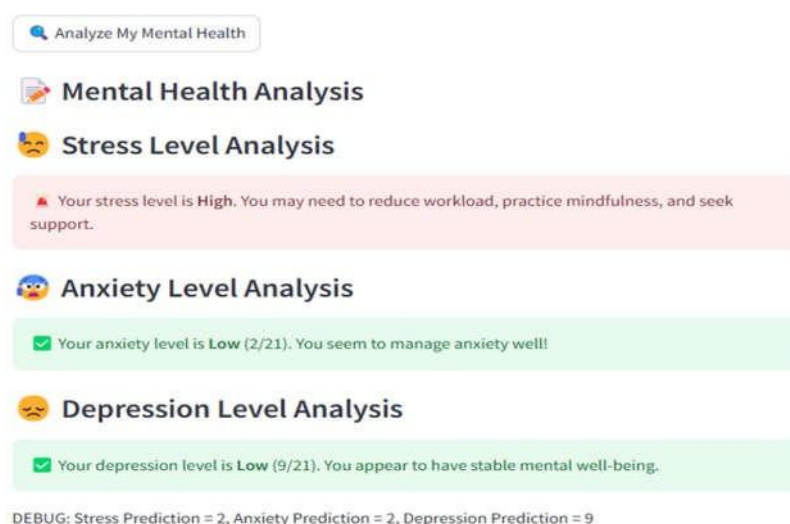 Analyze My Mental Health
Mental Health Analysis
Stress Level Analysis
Your stress level is High. You may need to reduce workload, practice mindfulness, and seek
support.
Anxiety Level Analysis
Your anxiety level is Low (2/21). You seem to manage anxiety well!
Depression Level Analysis
Your depression level is Low (9/21). You appear to have stable mental well-being.
DEBUG: Stress Prediction = 2, Anxiety Prediction = 2, Depression Prediction = 9